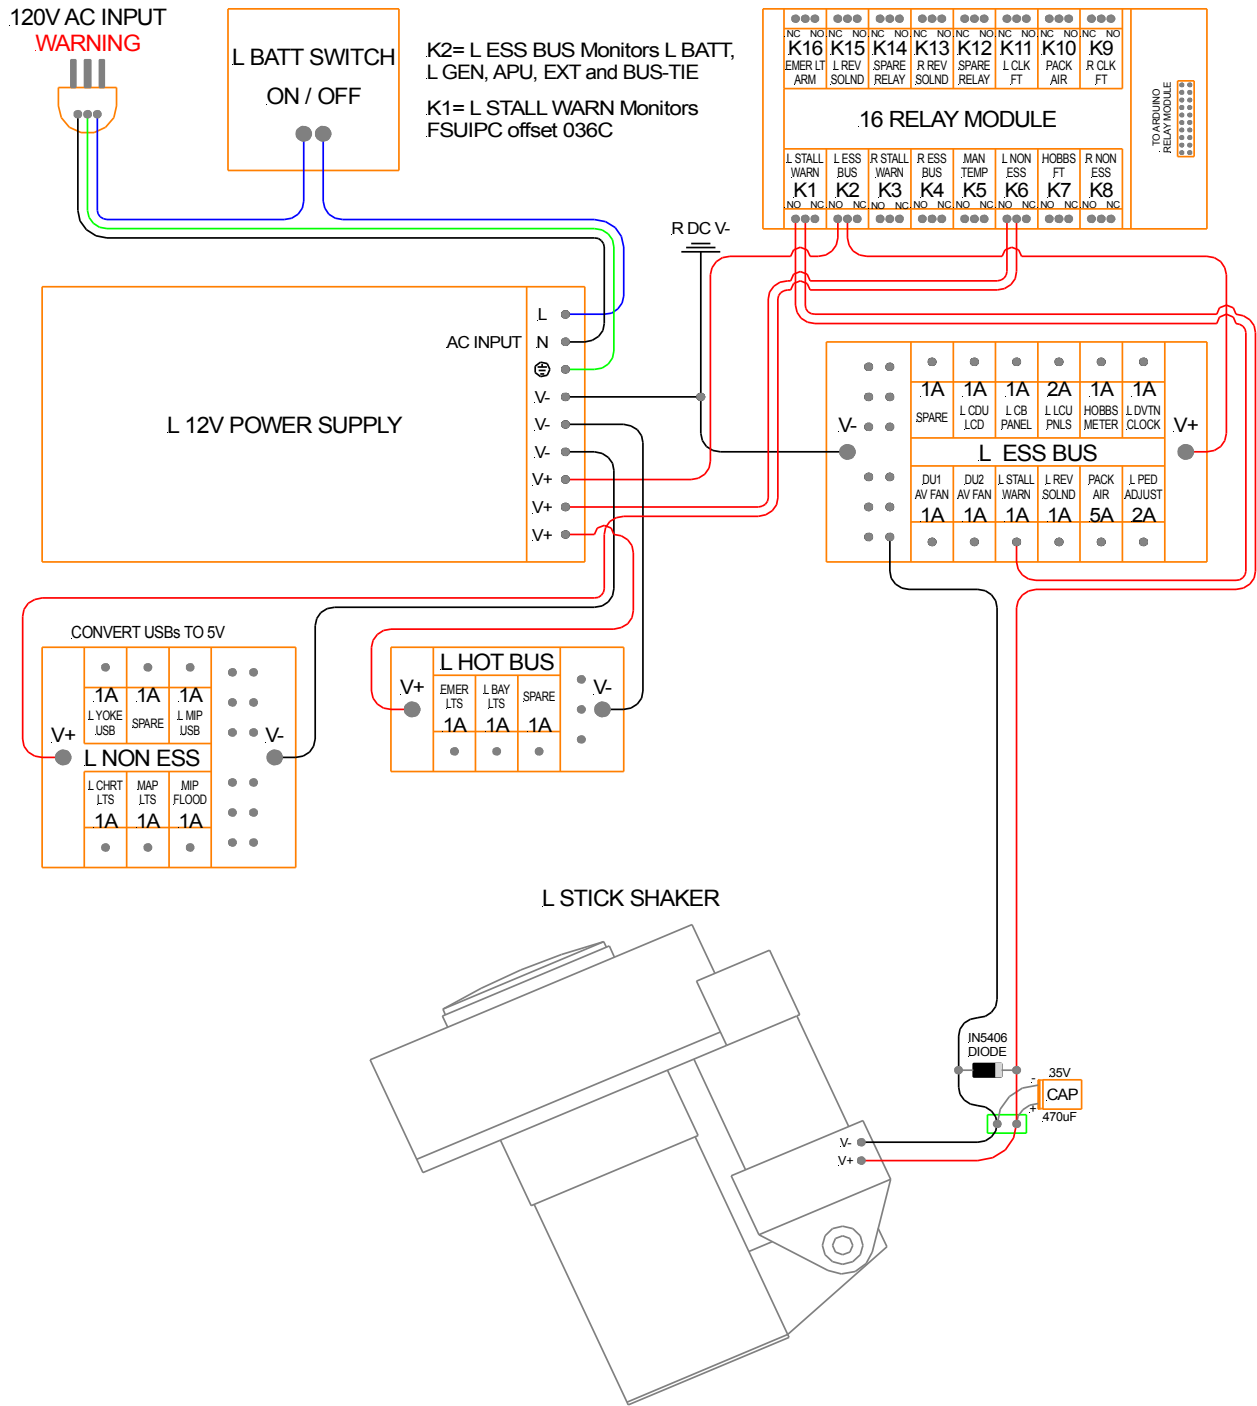 120V AC INPUT
WARNING
L BATT SWITCH
ON / OFF
K2= L ESS BUS Monitors L BATT,
L GEN, APU, EXT and BUS-TIE
K1= L STALL WARN Monitors
FSUIPC offset 036C
NC NO NC NO NC NO NC NO NC NO NC NO NC NO NC NO
K16 K15 K14 K13 K12 K11 K10 K9
EMER LT L REV SPARE R REV SPARE L CLK PACK R CLK
ARM SOLND RELAY SOLND RELAY FT AIR FT
16 RELAY MODULE
TO ARDUINO
RELAY MODULE
L STALL L ESS R STALL R ESS MAN L NON HOBBS R NON
WARN BUS WARN BUS TEMP ESS FT ESS
K1 K2 K3 K4 K5 K6 K7 K8
NO NC NO NC NO NC NO NC NO NC NO NC NO NC NO NC
R DC V-
L 12V POWER SUPPLY
AC INPUT
L
N
V-
V-
V-
V+
V+
V+
1A 1A 1A 2A 1A 1A
SPARE
L CDU
LCD
L CB
PANEL
L LCU
PNLS
HOBBS
METER
L DVTN
CLOCK
V-
V+
L ESS BUS
DU1
AV FAN
DU2
AV FAN
L STALL
WARN
L REV
SOLND
PACK
AIR
L PED
ADJUST
1A 1A 1A 1A 5A 2A
CONVERT USBs TO 5V
1A 1A 1A
L YOKE
USB
SPARE
L MIP
USB
V+
V-
L NON ESS
L CHRT
LTS
MAP
LTS
MIP
FLOOD
1A 1A 1A
L HOT BUS
V+
V-
EMER
LTS
L BAY
LTS
SPARE
1A 1A 1A
L STICK SHAKER
IN5406
DIODE
35V
-
CAP
+
470uF
V-
V+